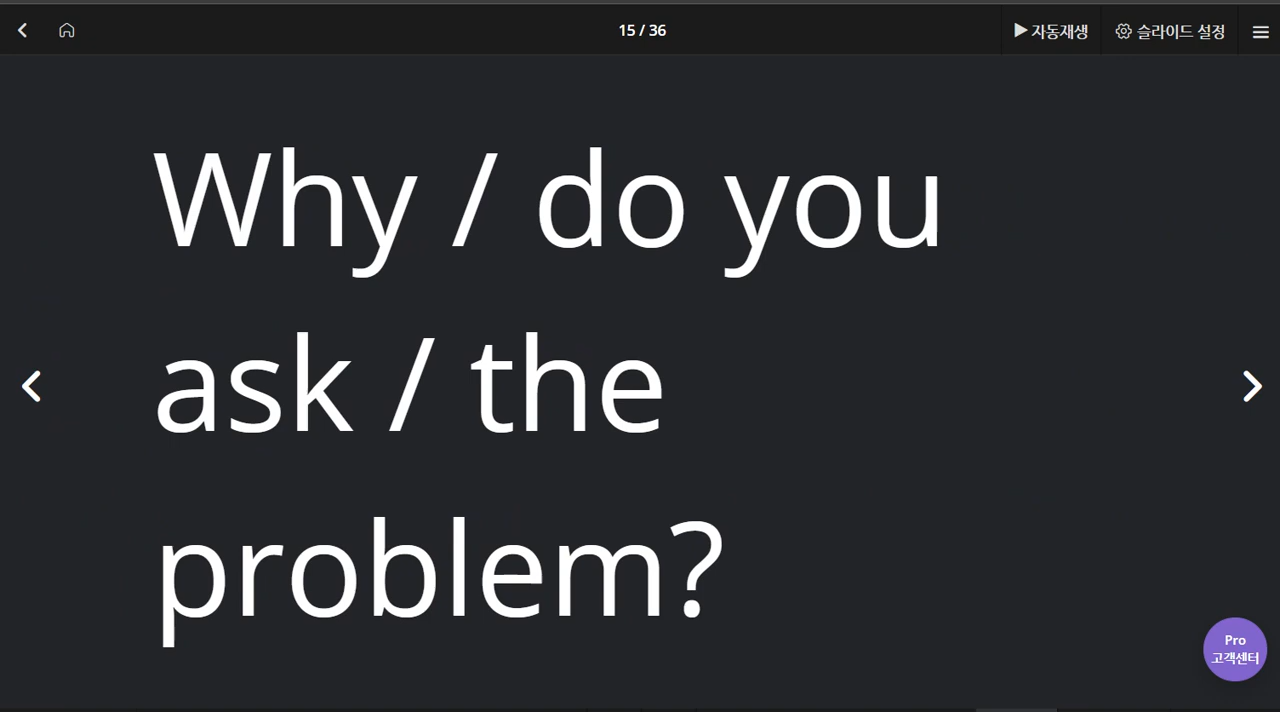 15 / 36
▶ 자동재생
슬라이드 설정
Why / do you
ask / the
problem?
Pro
고객센터